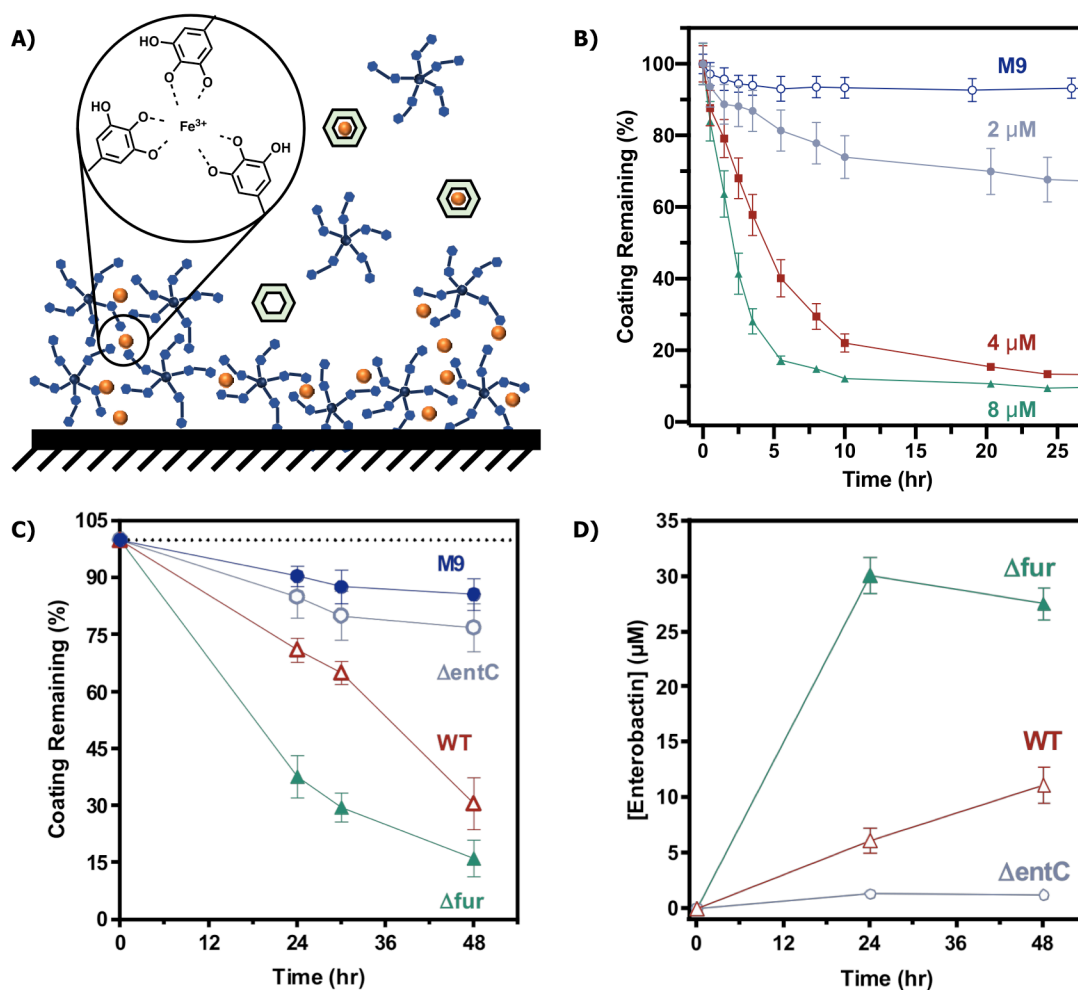 A)
HO
O
O
HO
O
O
Fe³⁺
O
O
OH
B)
Coating Remaining (%)
100
80
60
40
20
0
M9
2 µM
4 µM
8 µM
0
5
10
15
20
25
Time (hr)
C)
Coating Remaining (%)
105
90
75
60
45
30
15
0
M9
ΔentC
WT
Δfur
0
12
24
36
48
Time (hr)
D)
[Enterobactin] (µM)
35
30
25
20
15
10
5
0
Δfur
WT
ΔentC
0
12
24
36
48
Time (hr)